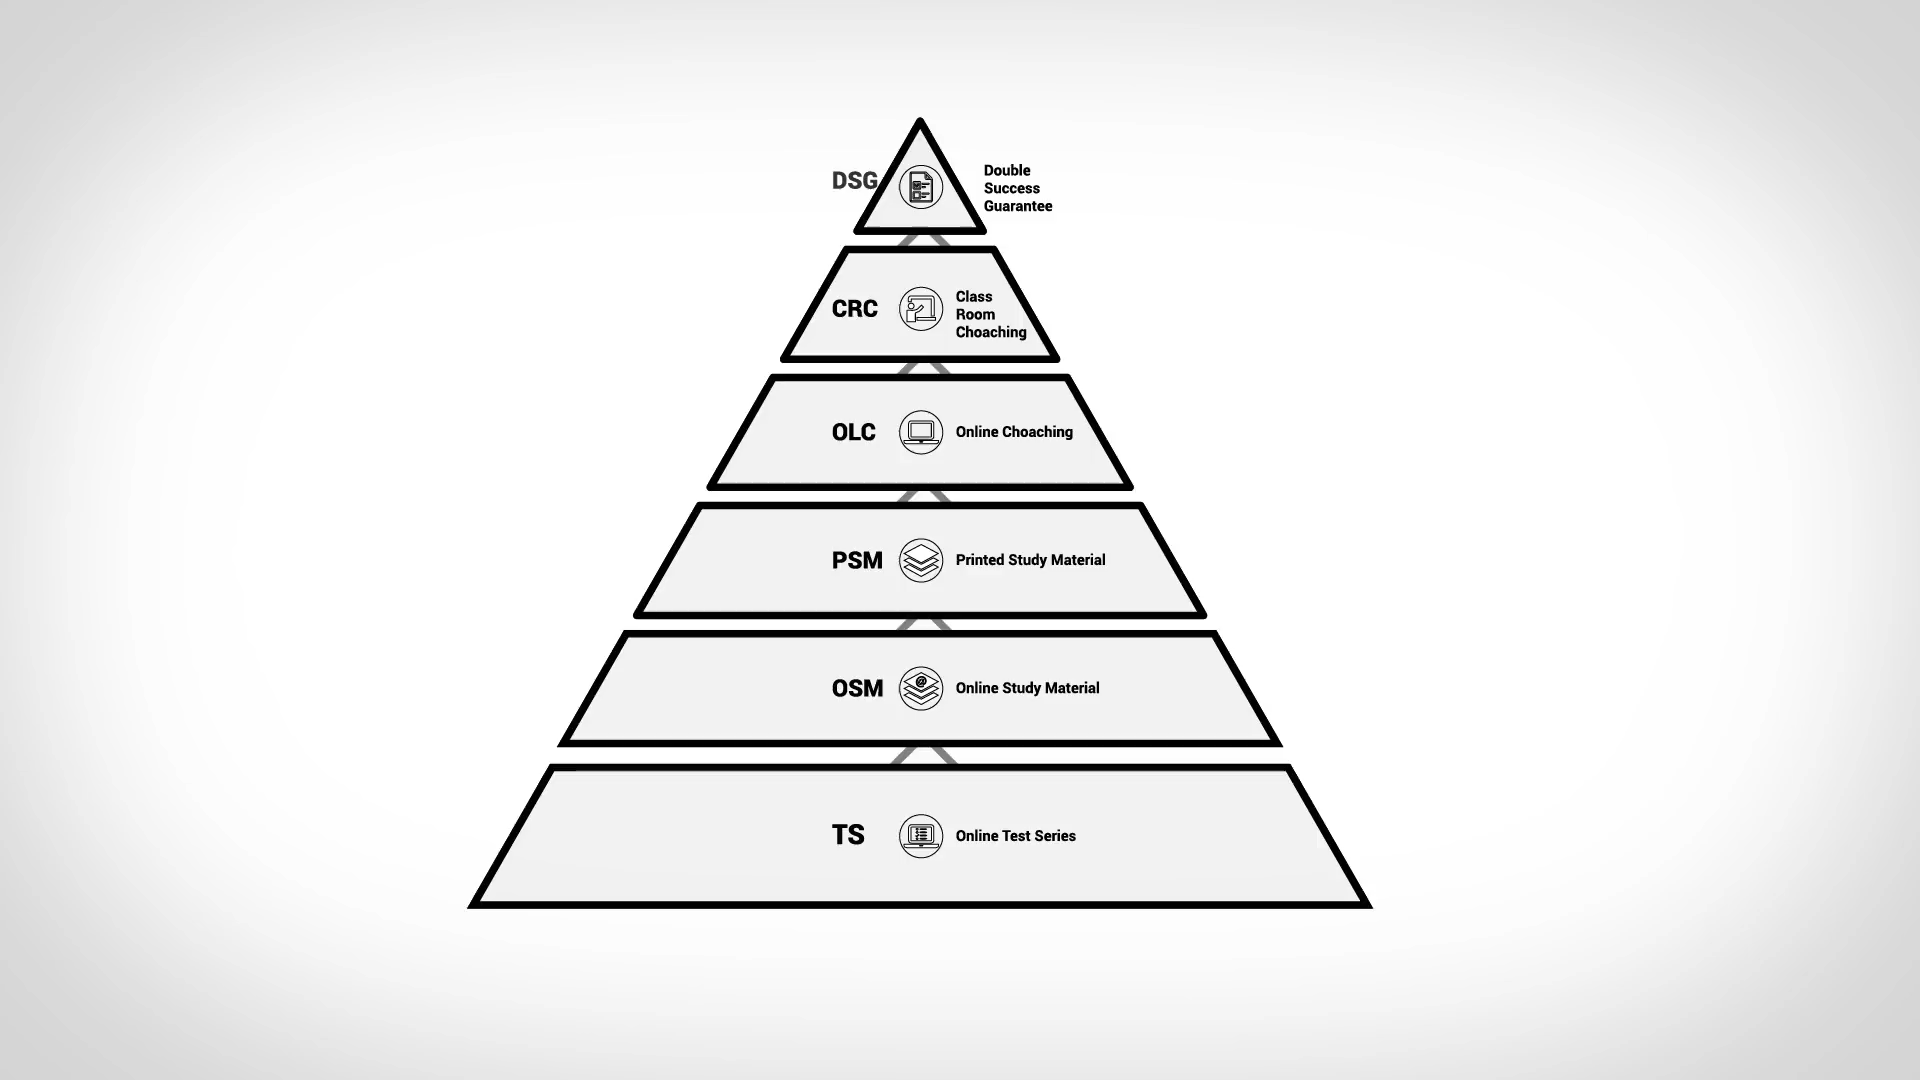 DSG
Double
Success
Guarantee
CRC
Class
Room
Choaching
OLC
Online Choaching
PSM
Printed Study Material
OSM
@
Online Study Material
TS
Online Test Series